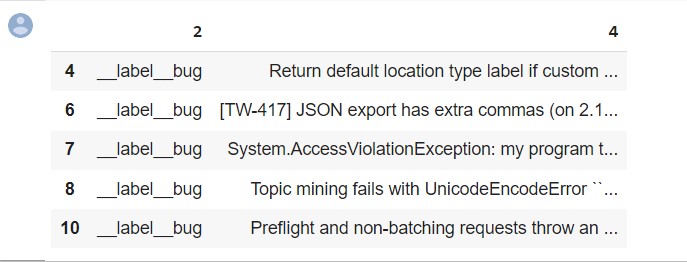 2 4
4 __label__bug Return default location type label if custom ...
6 __label__bug [TW-417] JSON export has extra commas (on 2.1...
7 __label__bug System.AccessViolationException: my program t...
8 __label__bug Topic mining fails with UnicodeEncodeError ``...
10 __label__bug Preflight and non-batching requests throw an ...